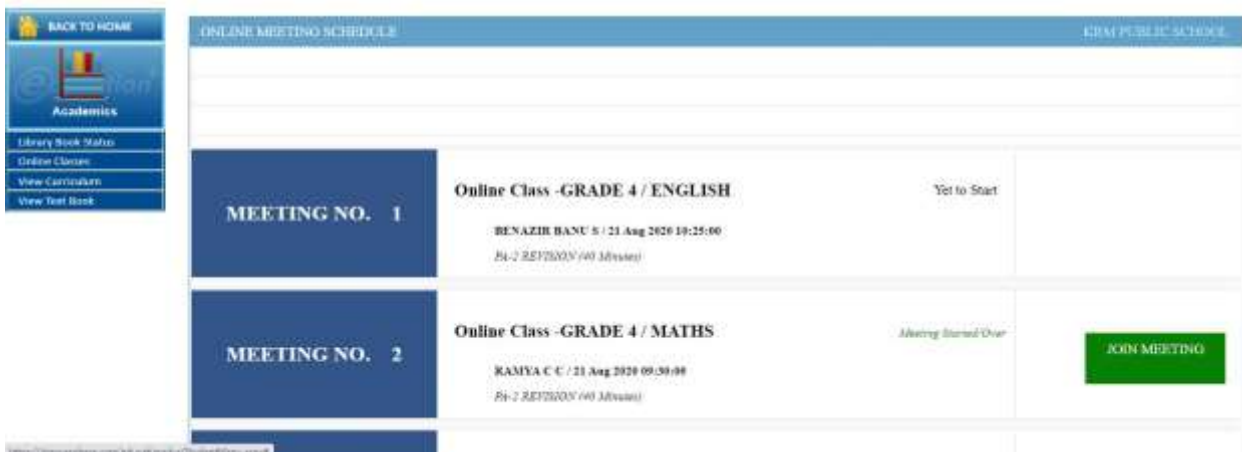 BACK TO HOME
Academics
Library Book Status
Online Classes
View Curriculum
View Text Book
ONLINE MEETING SCHEDULE
KRM PUBLIC SCHOOL
MEETING NO. 1
Online Class -GRADE 4 / ENGLISH
Yet to Start
BENAZIR BANU S / 21 Aug 2020 10:25:00
PA-2 REVISION (40 Minutes)
MEETING NO. 2
Online Class -GRADE 4 / MATHS
Meeting Started/Over
JOIN MEETING
RAMYA C C / 21 Aug 2020 09:30:00
PA-2 REVISION (40 Minutes)